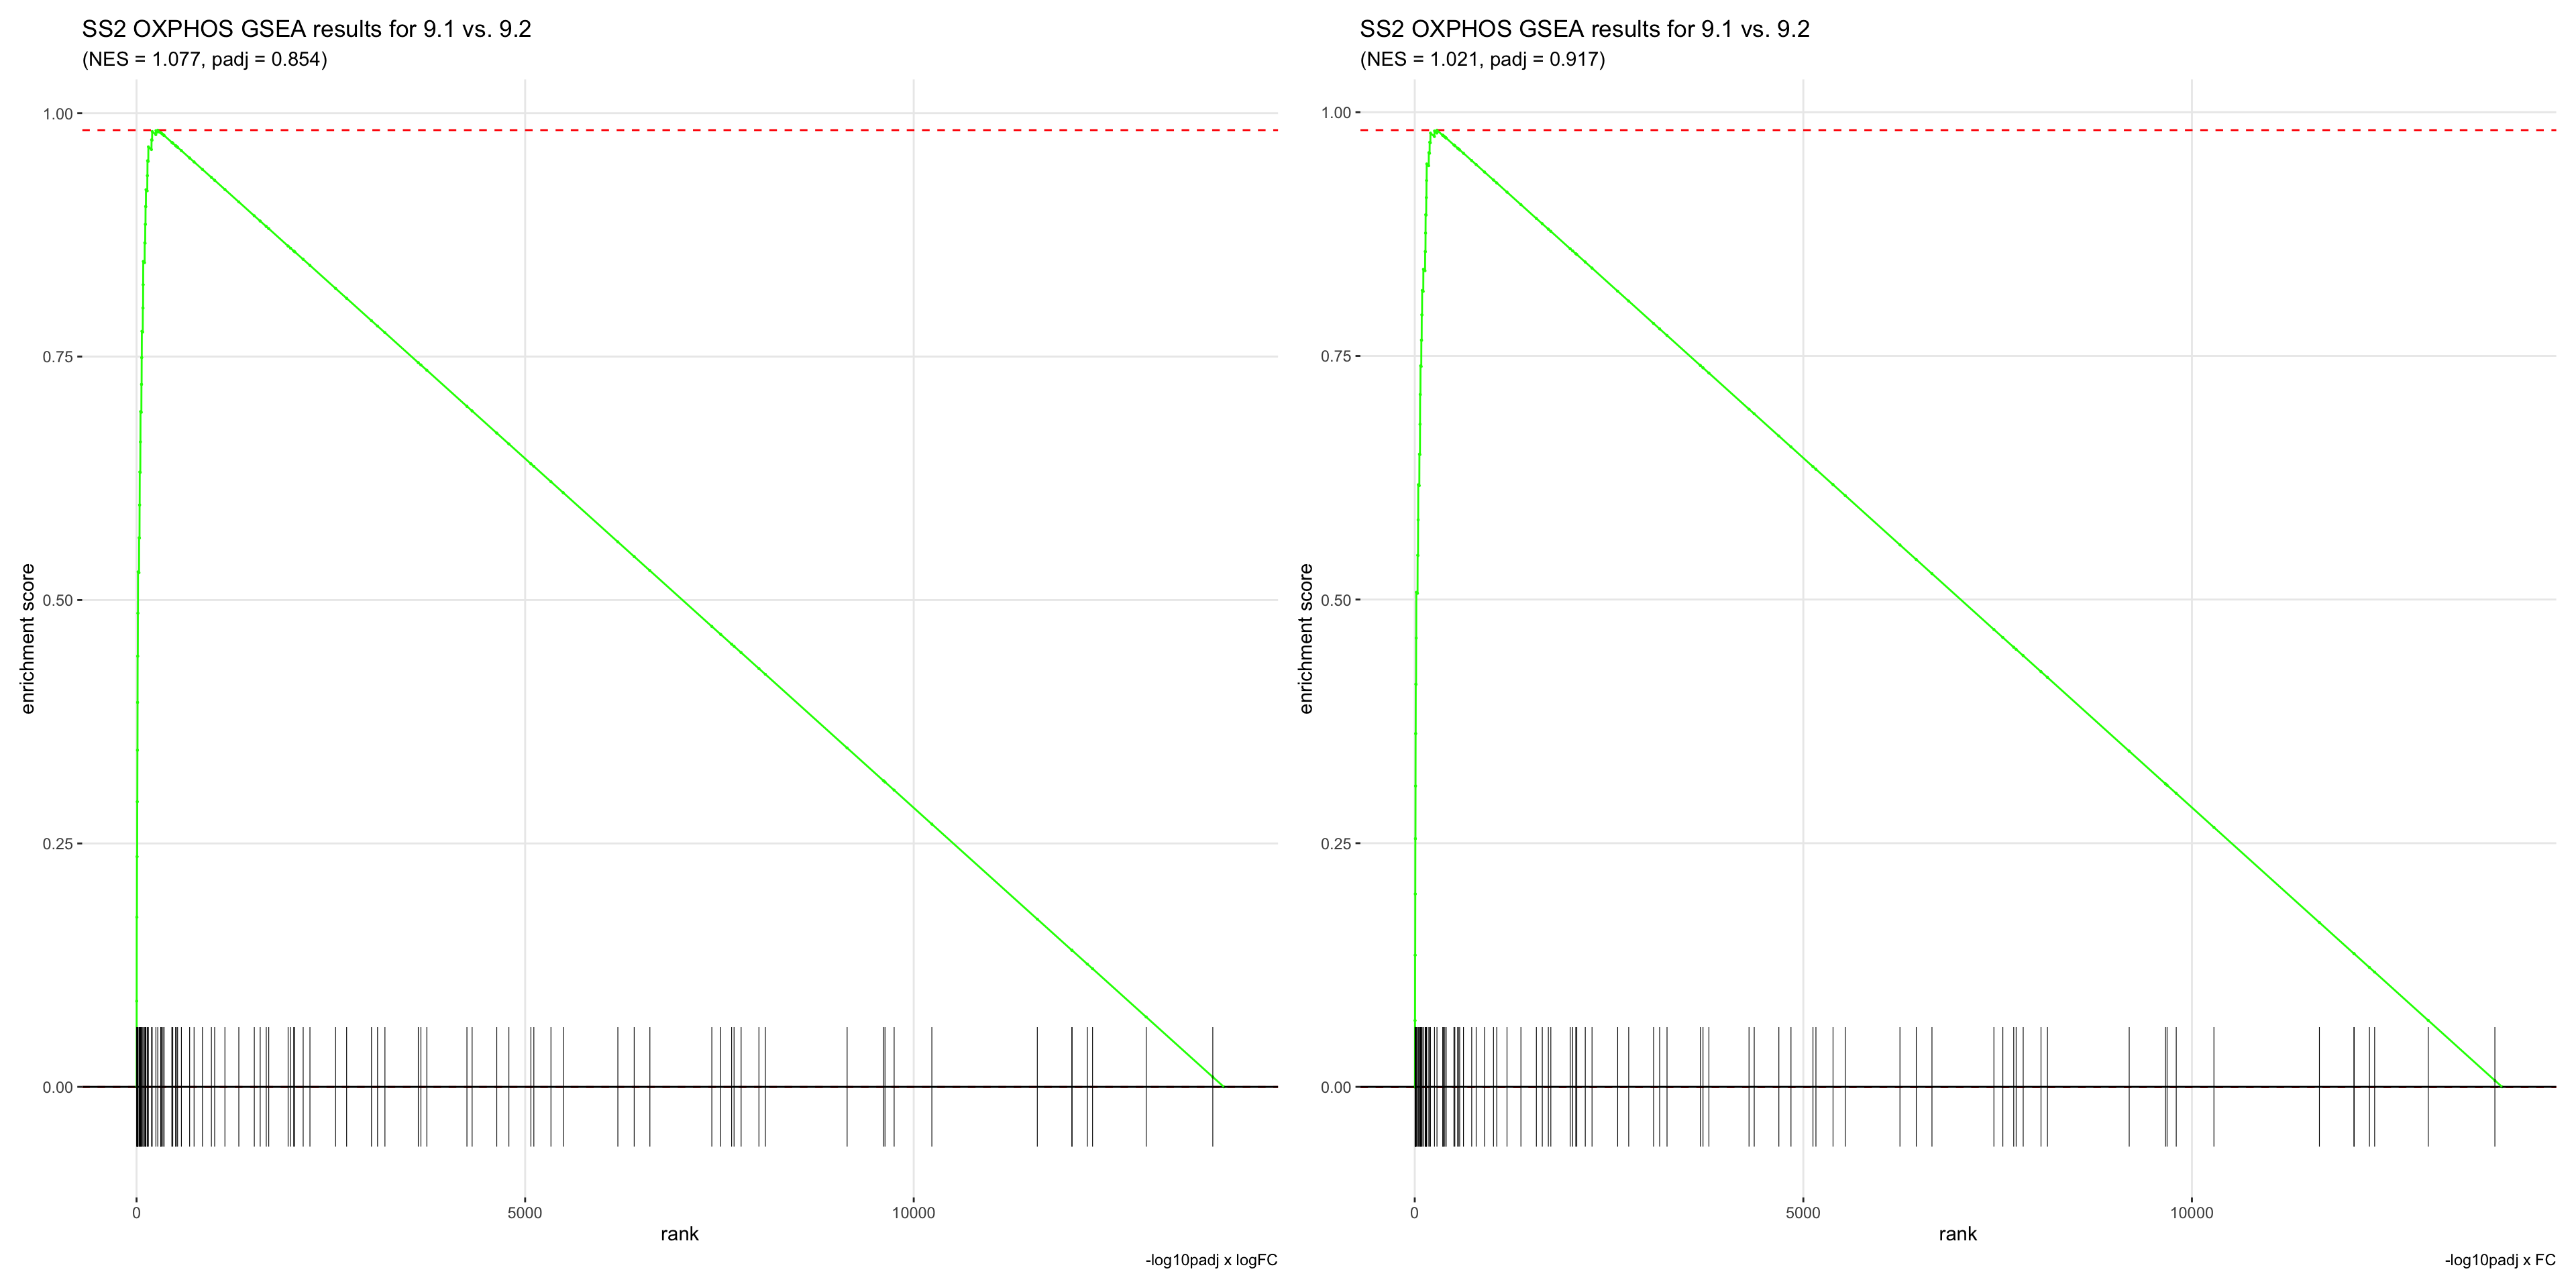 SS2 OXPHOS GSEA results for 9.1 vs. 9.2
(NES = 1.077, padj = 0.854)
1.00
0.75
0.50
0.25
0.00
enrichment score
0 5000 10000
rank
-log10padj x logFC
SS2 OXPHOS GSEA results for 9.1 vs. 9.2
(NES = 1.021, padj = 0.917)
1.00
0.75
0.50
0.25
0.00
enrichment score
0 5000 10000
rank
-log10padj x FC